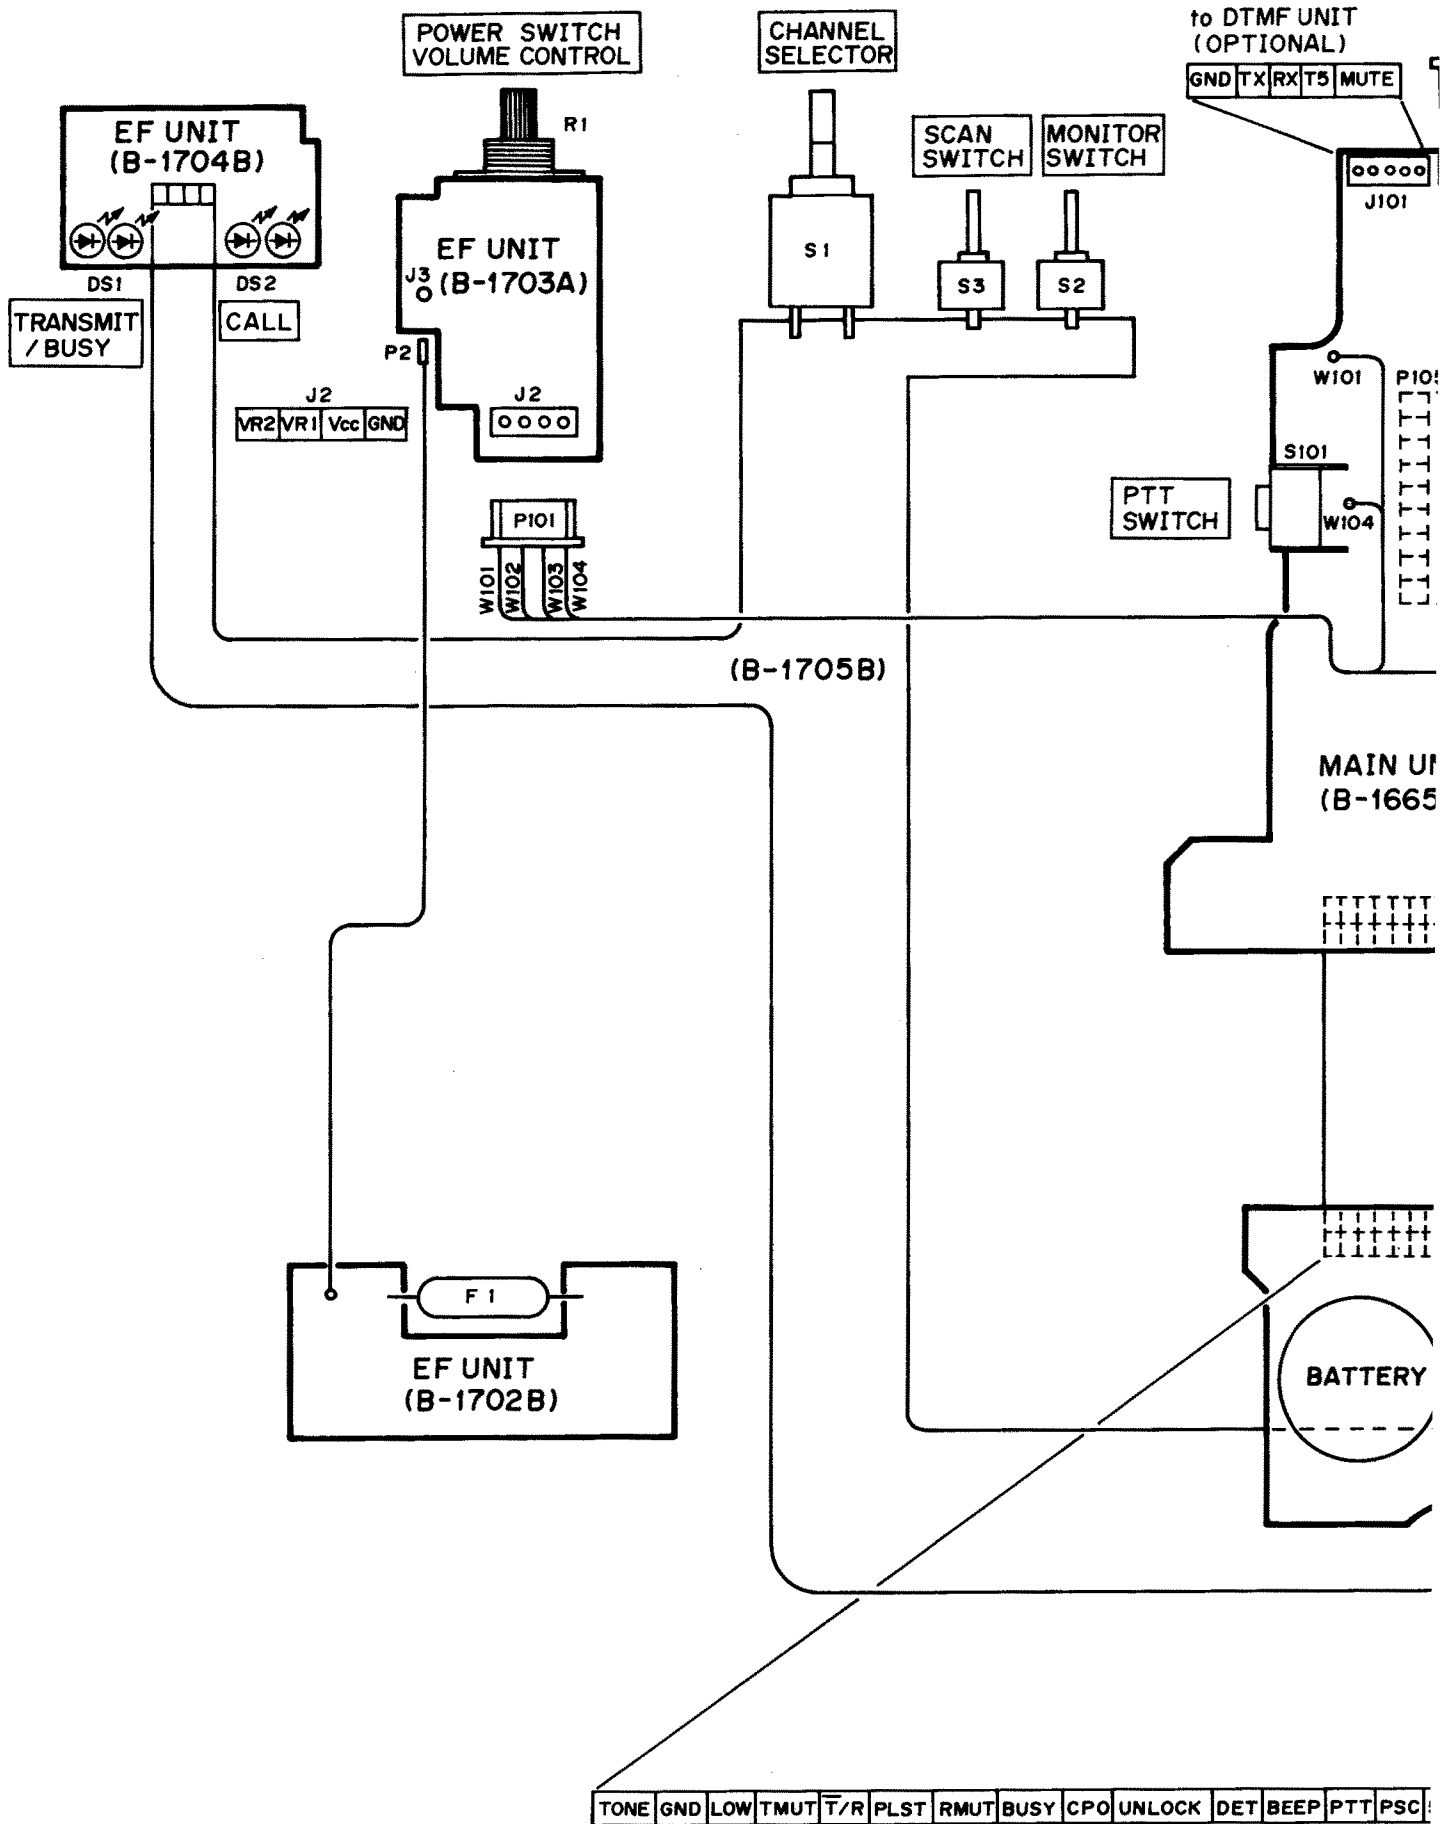 POWER SWITCH
VOLUME CONTROL
CHANNEL
SELECTOR
to DTMF UNIT
(OPTIONAL)
GND TX RX T5 MUTE
EF UNIT
(B-1704B)
R1
SCAN
SWITCH
MONITOR
SWITCH
J101
EF UNIT
(B-1703A)
J3
S1
S3
S2
DS1
DS2
TRANSMIT
/BUSY
CALL
P2
J2
VR2 VR1 Vcc GND
J2
W101
S101
PTT
SWITCH
W104
P101
W101
W102
W103
W104
(B-1705B)
MAIN
(B-1665
F1
EF UNIT
(B-1702B)
BATTERY
TONE GND LOW TMUT T̅/R PLST RMUT BUSY CPO UNLOCK DET BEEP PTT PSC